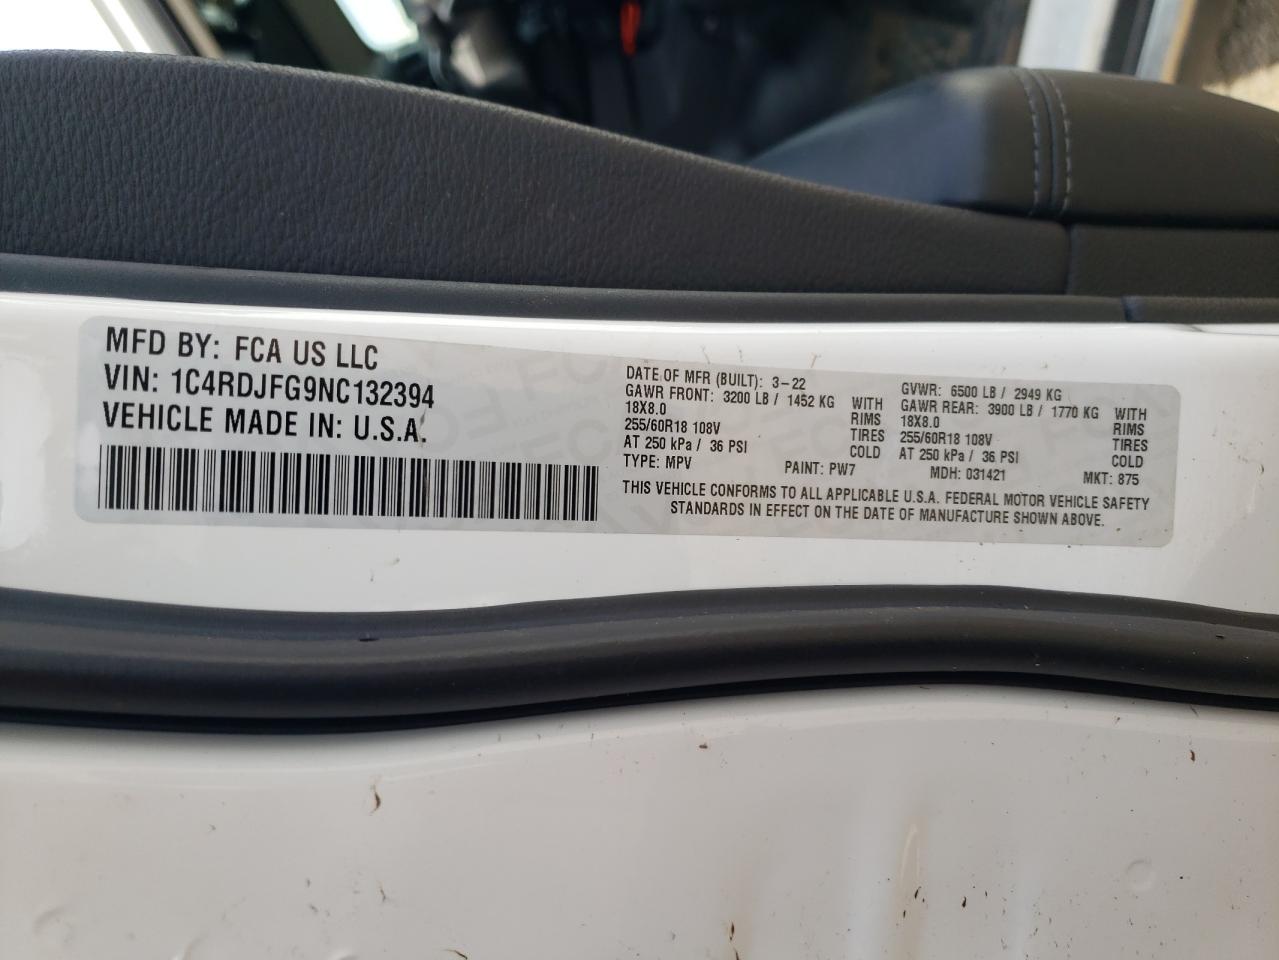 MFD BY: FCA US LLC
VIN: 1C4RDJFG9NC132394
VEHICLE MADE IN: U.S.A.
DATE OF MFR (BUILT): 3-22
GAWR FRONT: 3200 LB / 1452 KG WITH
18X8.0 RIMS
255/60R18 108V TIRES
AT 250 kPa / 36 PSI COLD
TYPE: MPV PAINT: PW7
GVWR: 6500 LB / 2949 KG
GAWR REAR: 3900 LB / 1770 KG WITH
18X8.0 RIMS
255/60R18 108V TIRES
AT 250 kPa / 36 PSI COLD
MDH: 031421 MKT: 875
THIS VEHICLE CONFORMS TO ALL APPLICABLE U.S.A. FEDERAL MOTOR VEHICLE SAFETY
STANDARDS IN EFFECT ON THE DATE OF MANUFACTURE SHOWN ABOVE.